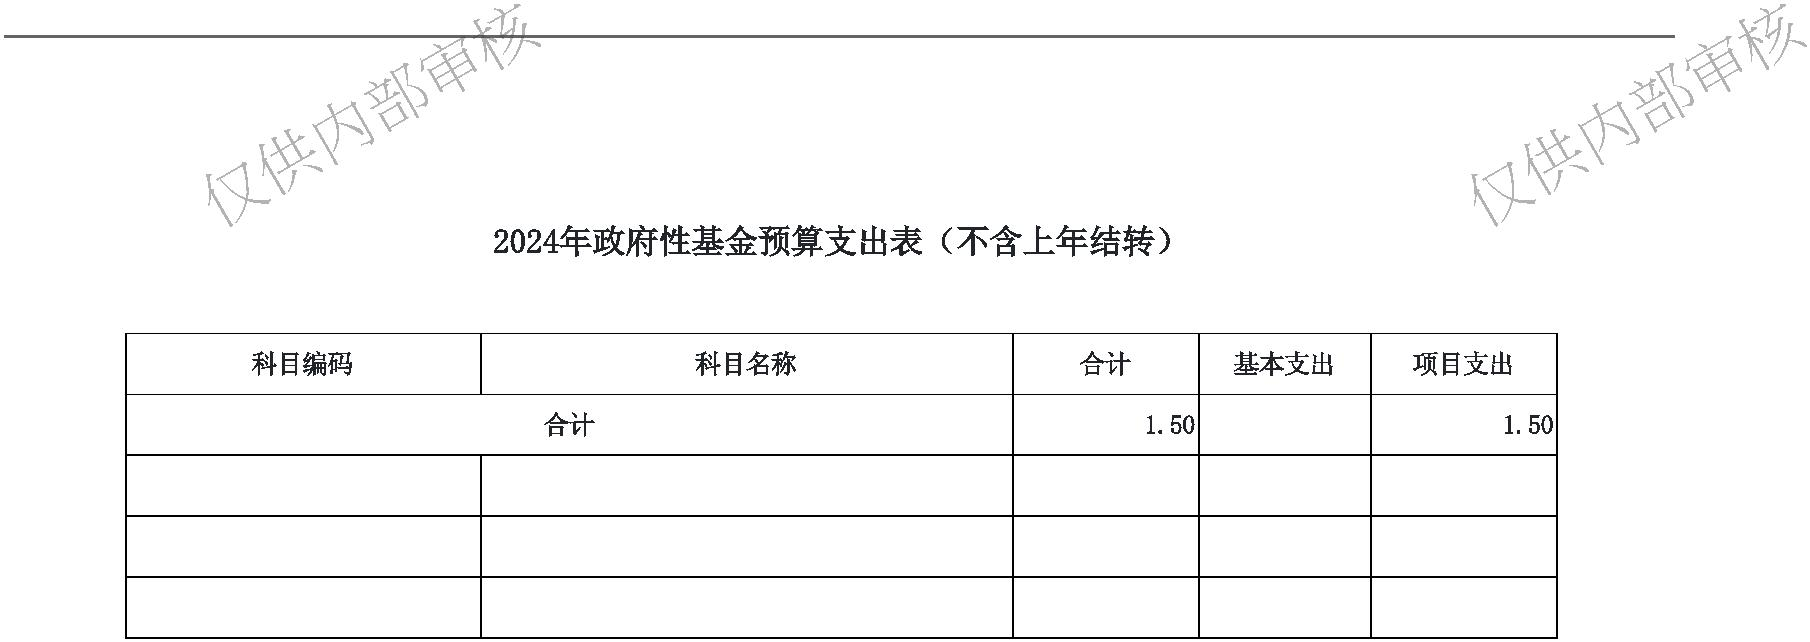 仅供内部审核
仅供内部审核
2024年政府性基金预算支出表（不含上年结转）
科目编码 科目名称 合计 基本支出 项目支出
合计 1.50 1.50